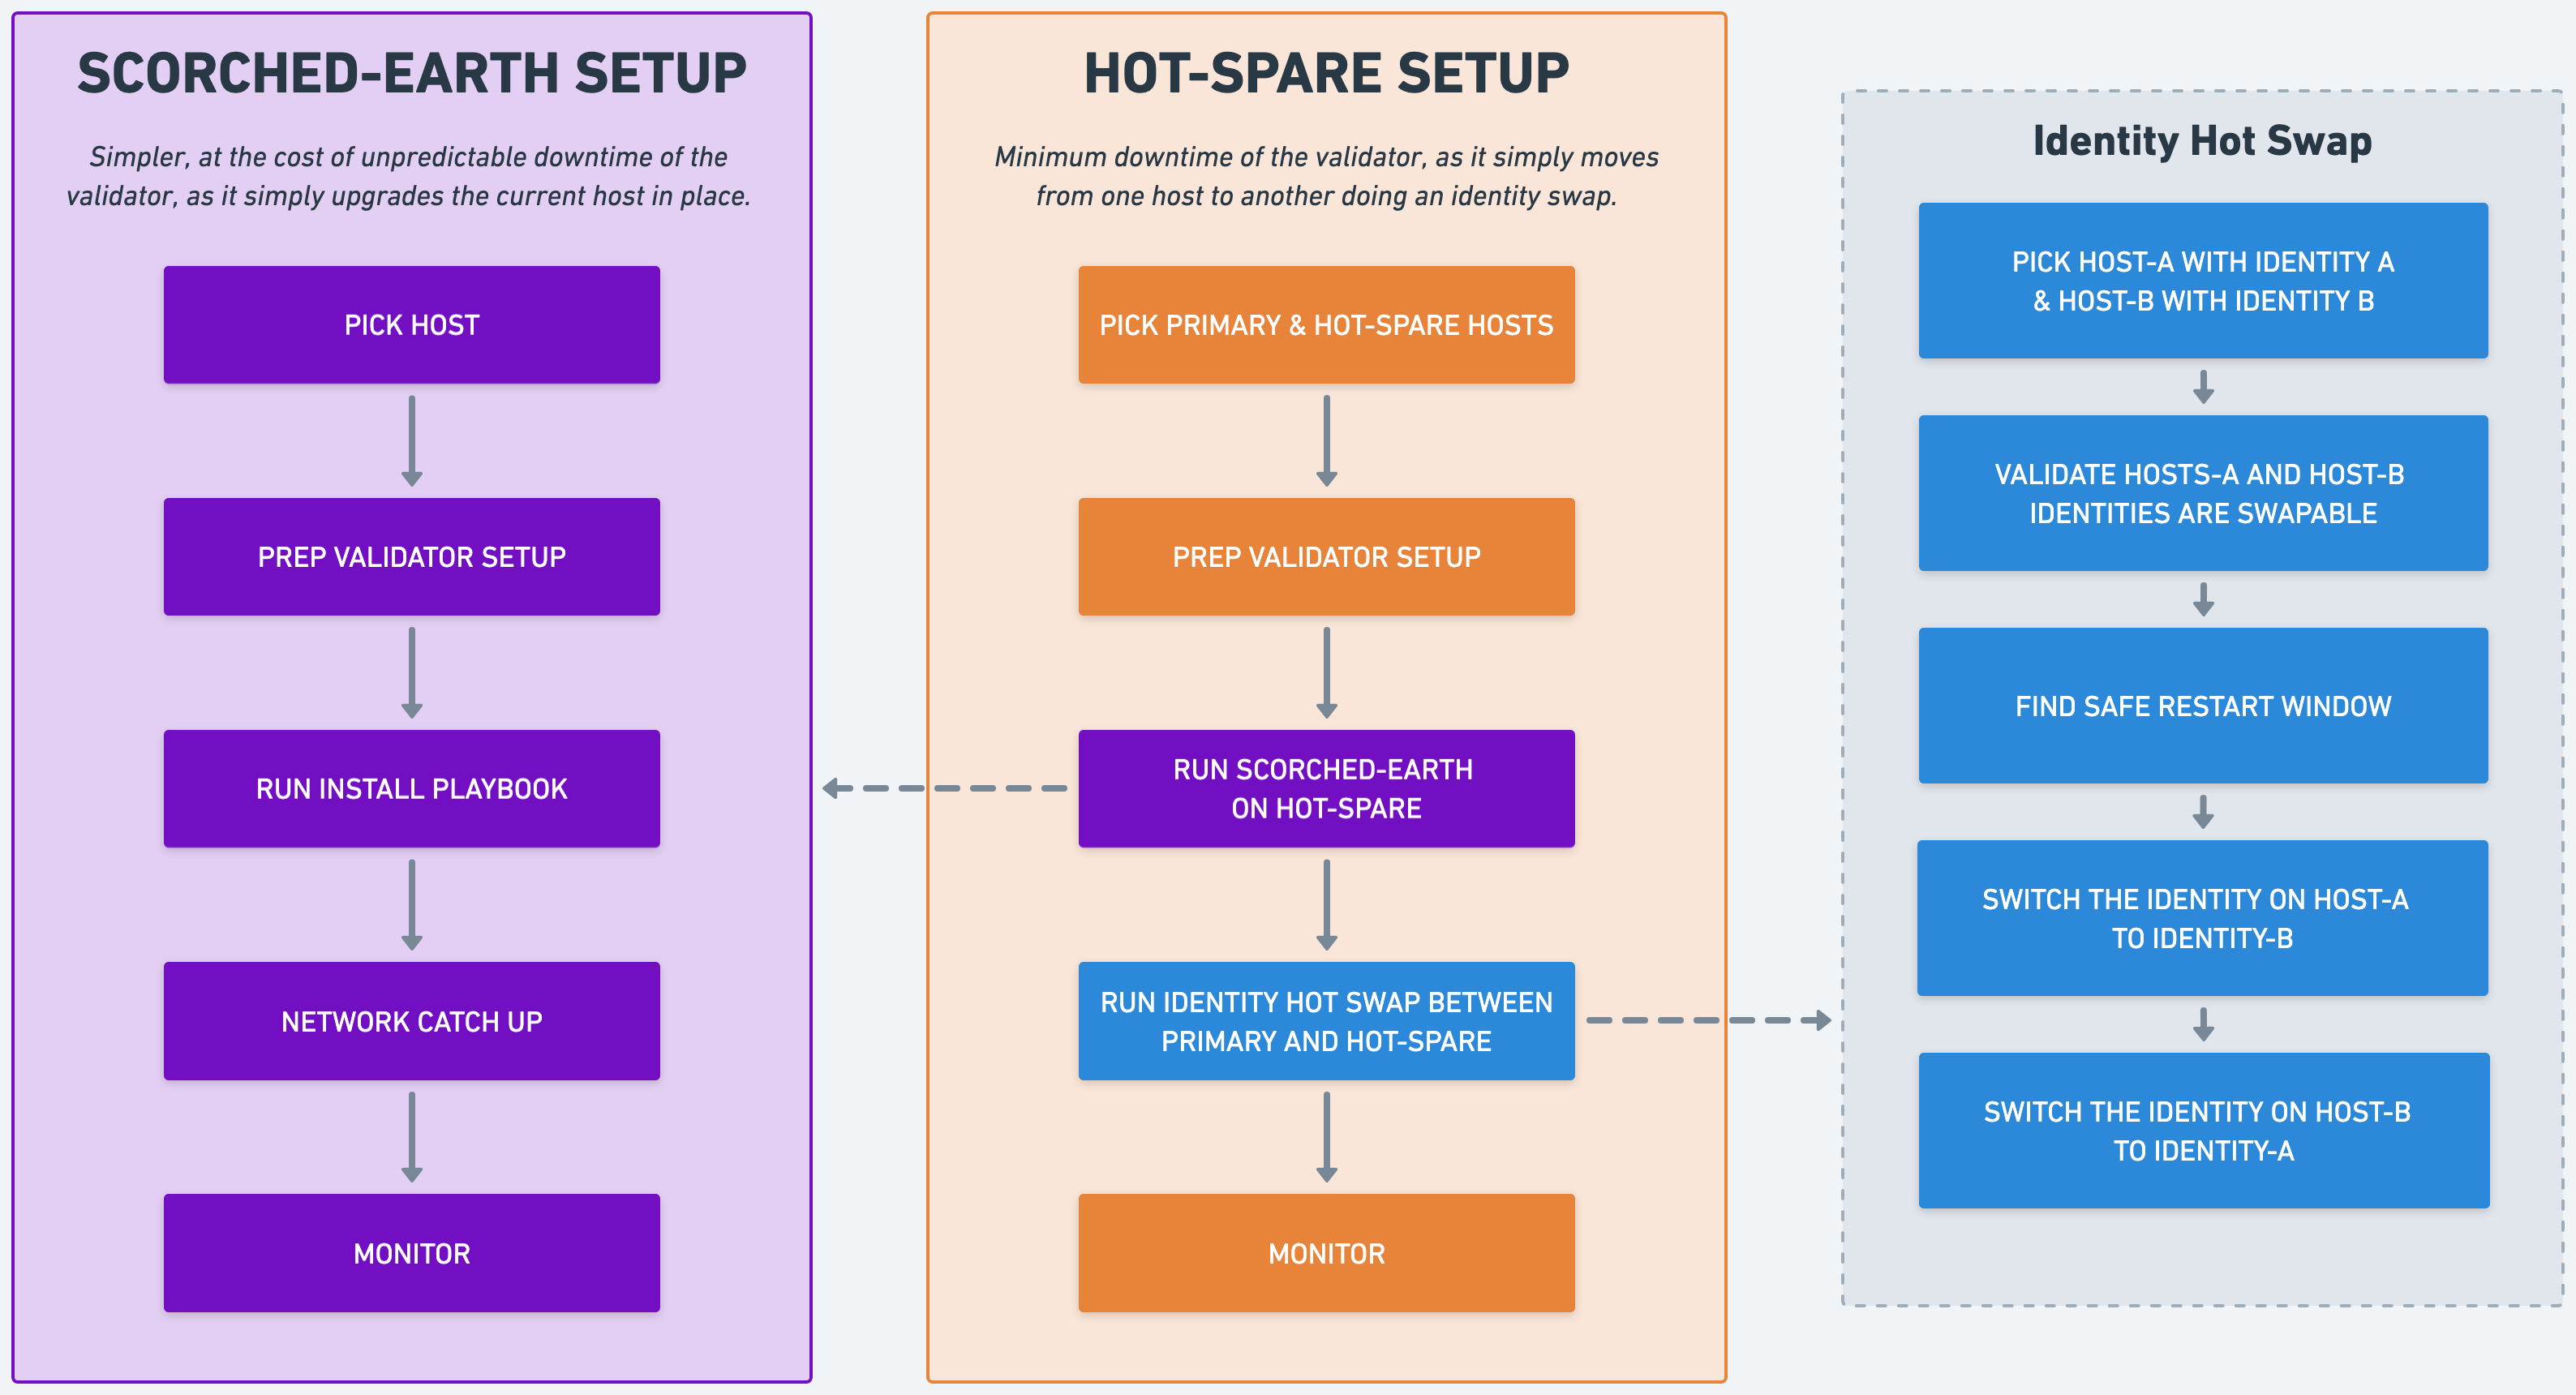 SCORCHED-EARTH SETUP
Simpler, at the cost of unpredictable downtime of the
validator, as it simply upgrades the current host in place.
PICK HOST
PREP VALIDATOR SETUP
RUN INSTALL PLAYBOOK
NETWORK CATCH UP
MONITOR
HOT-SPARE SETUP
Minimum downtime of the validator, as it simply moves
from one host to another doing an identity swap.
PICK PRIMARY & HOT-SPARE HOSTS
PREP VALIDATOR SETUP
RUN SCORCHED-EARTH
ON HOT-SPARE
RUN IDENTITY HOT SWAP BETWEEN
PRIMARY AND HOT-SPARE
MONITOR
Identity Hot Swap
PICK HOST-A WITH IDENTITY A
& HOST-B WITH IDENTITY B
VALIDATE HOSTS-A AND HOST-B
IDENTITIES ARE SWAPABLE
FIND SAFE RESTART WINDOW
SWITCH THE IDENTITY ON HOST-A
TO IDENTITY-B
SWITCH THE IDENTITY ON HOST-B
TO IDENTITY-A